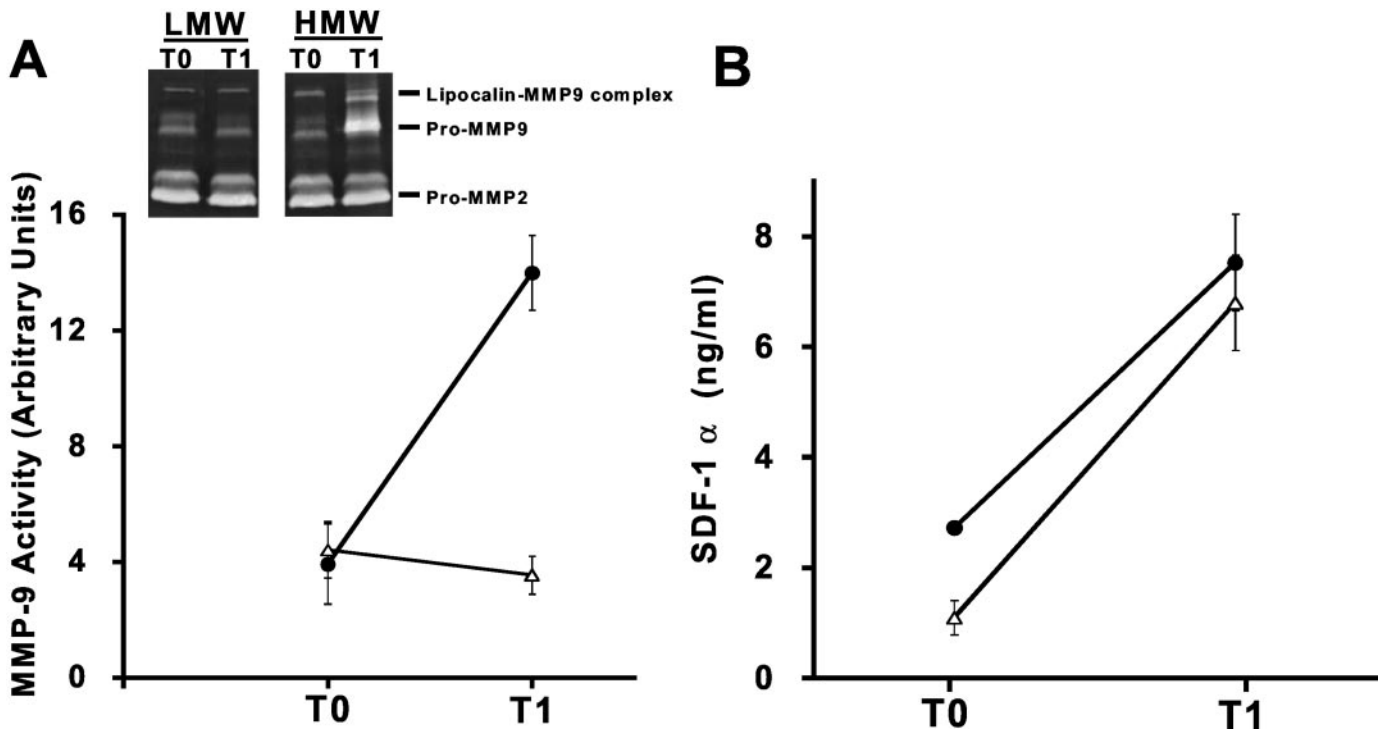 A
LMW HMW
T0 T1 T0 T1
Lipocalin-MMP9 complex
Pro-MMP9
Pro-MMP2
MMP-9 Activity (Arbitrary Units)
16
12
8
4
0
T0 T1
B
SDF-1 α (ng/ml)
8
6
4
2
0
T0 T1